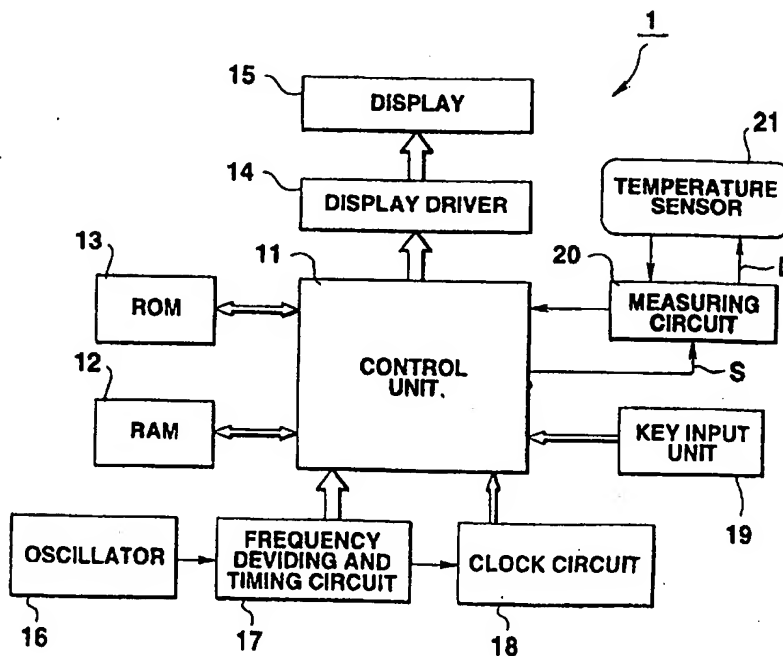 1
15
DISPLAY
21
14
DISPLAY DRIVER
TEMPERATURE
SENSOR
13
11
20
ROM
MEASURING
CIRCUIT
12
CONTROL
UNIT.
S
RAM
KEY INPUT
UNIT
19
OSCILLATOR
FREQUENCY
DEVIDING AND
TIMING CIRCUIT
CLOCK CIRCUIT
16
17
18